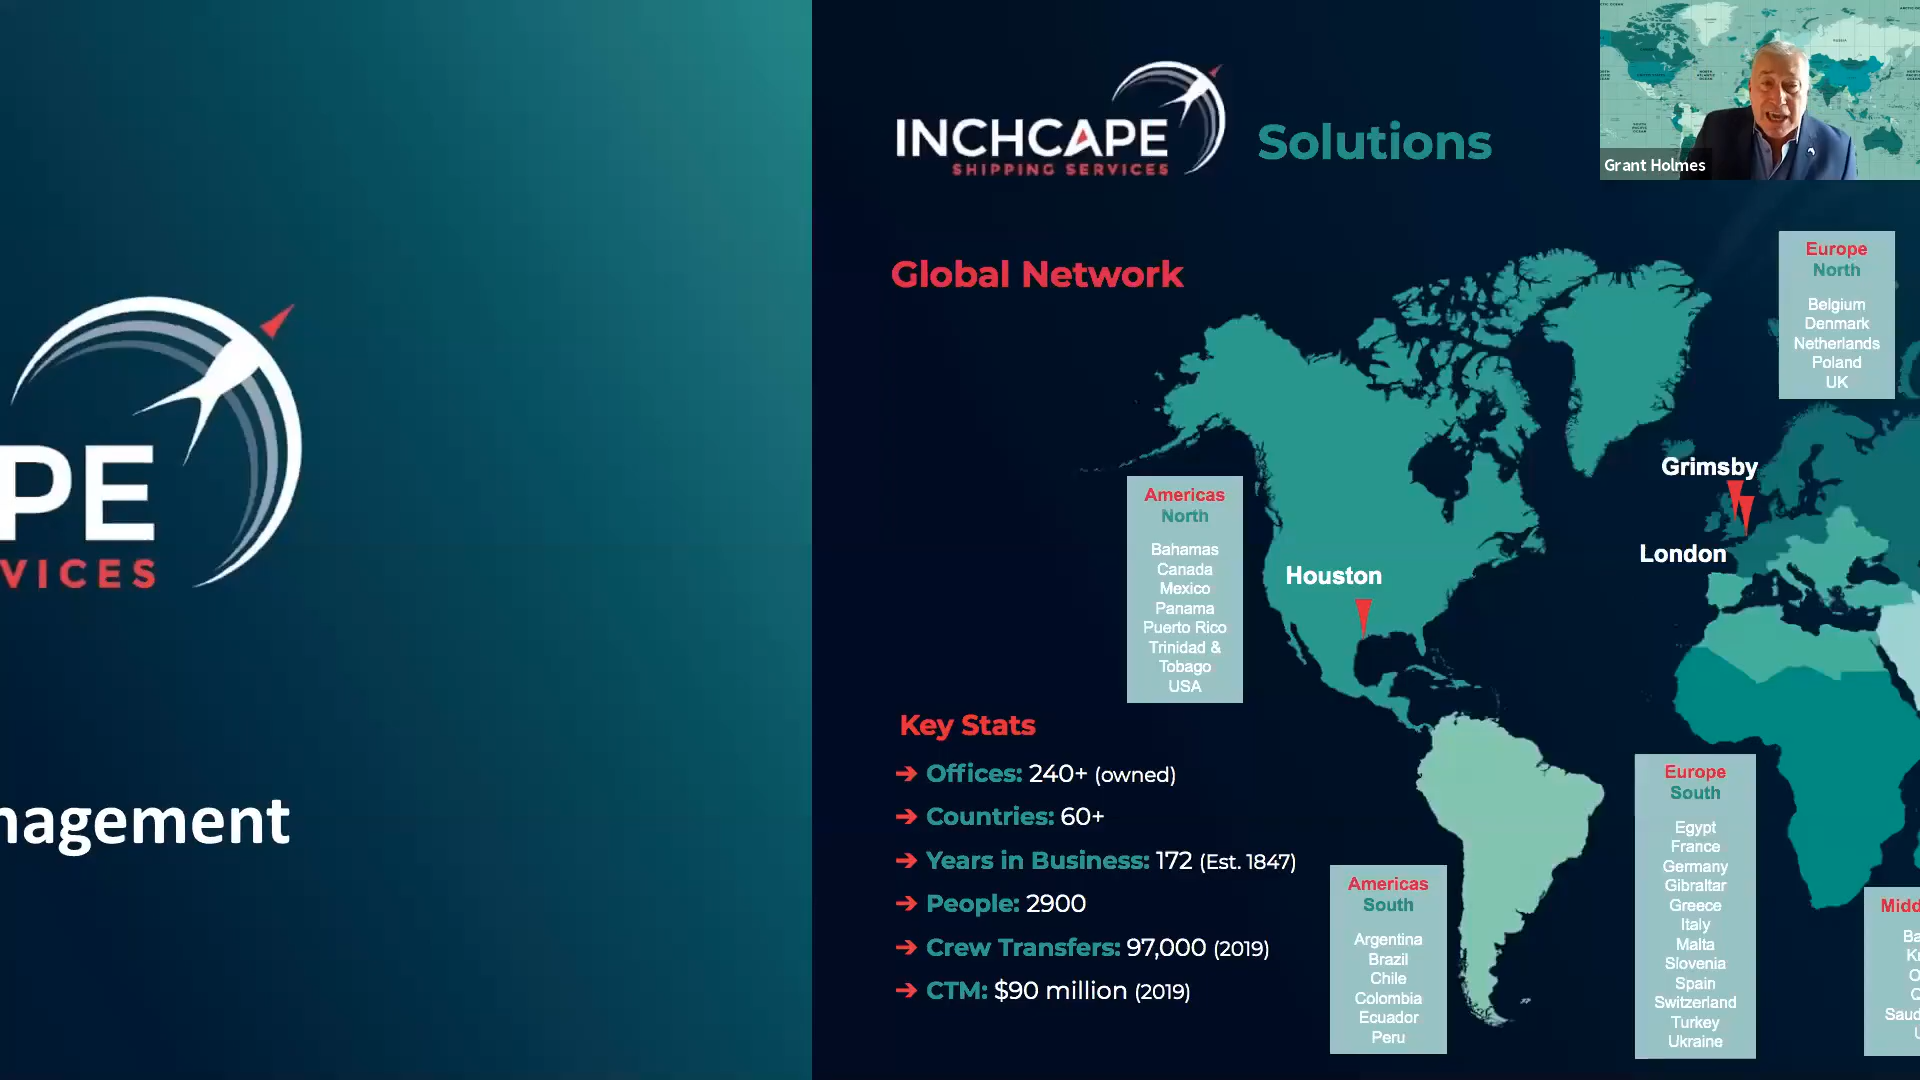 PE
VICES
nagement
INCHCAPE
SHIPPING SERVICES
Solutions
Grant Holmes
Global Network
Europe
North
Belgium
Denmark
Netherlands
Poland
UK
Grimsby
London
Americas
North
Bahamas
Canada
Mexico
Panama
Puerto Rico
Trinidad &
Tobago
USA
Houston
Key Stats
➔ Offices: 240+ (owned)
➔ Countries: 60+
➔ Years in Business: 172 (Est. 1847)
➔ People: 2900
➔ Crew Transfers: 97,000 (2019)
➔ CTM: $90 million (2019)
Americas
South
Argentina
Brazil
Chile
Colombia
Ecuador
Peru
Europe
South
Egypt
France
Germany
Gibraltar
Greece
Italy
Malta
Slovenia
Spain
Switzerland
Turkey
Ukraine
Midd
Ba
K
O
Saud